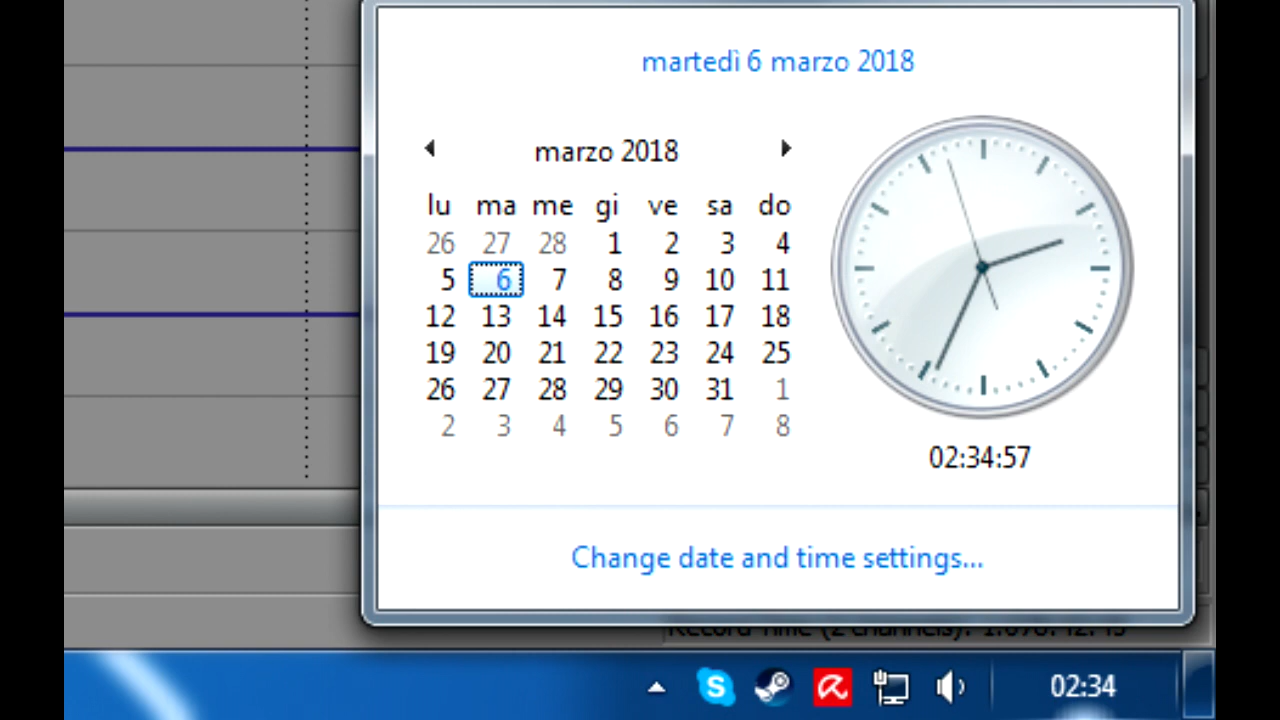 martedì 6 marzo 2018
marzo 2018
lu ma me gi ve sa do
26 27 28 1 2 3 4
5 6 7 8 9 10 11
12 13 14 15 16 17 18
19 20 21 22 23 24 25
26 27 28 29 30 31 1
2 3 4 5 6 7 8
02:34:57
Change date and time settings...
02:34